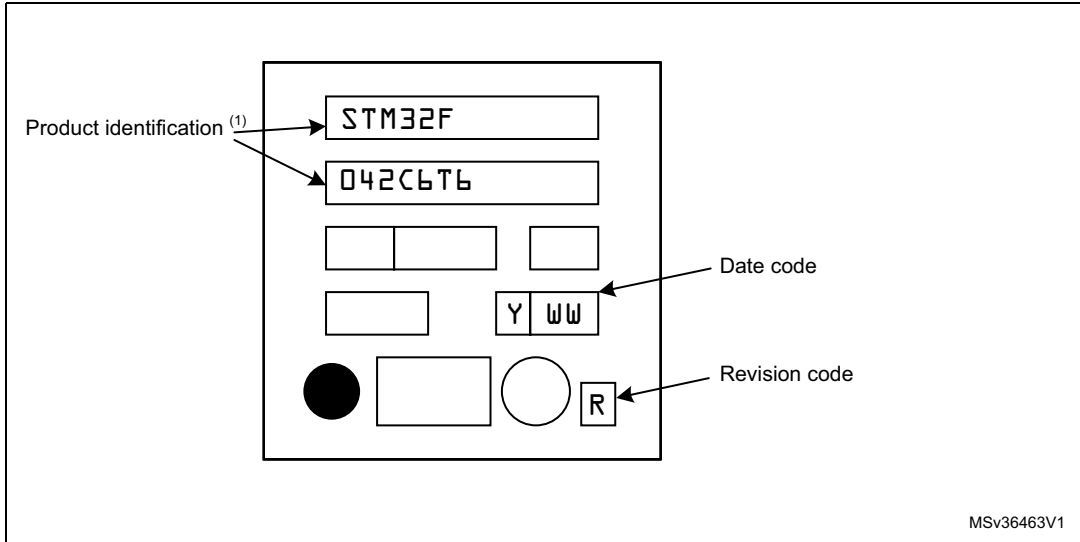 STM32F
Product identification (1)
042C6T6
Date code
Y WW
Revision code
R
MSv36463V1